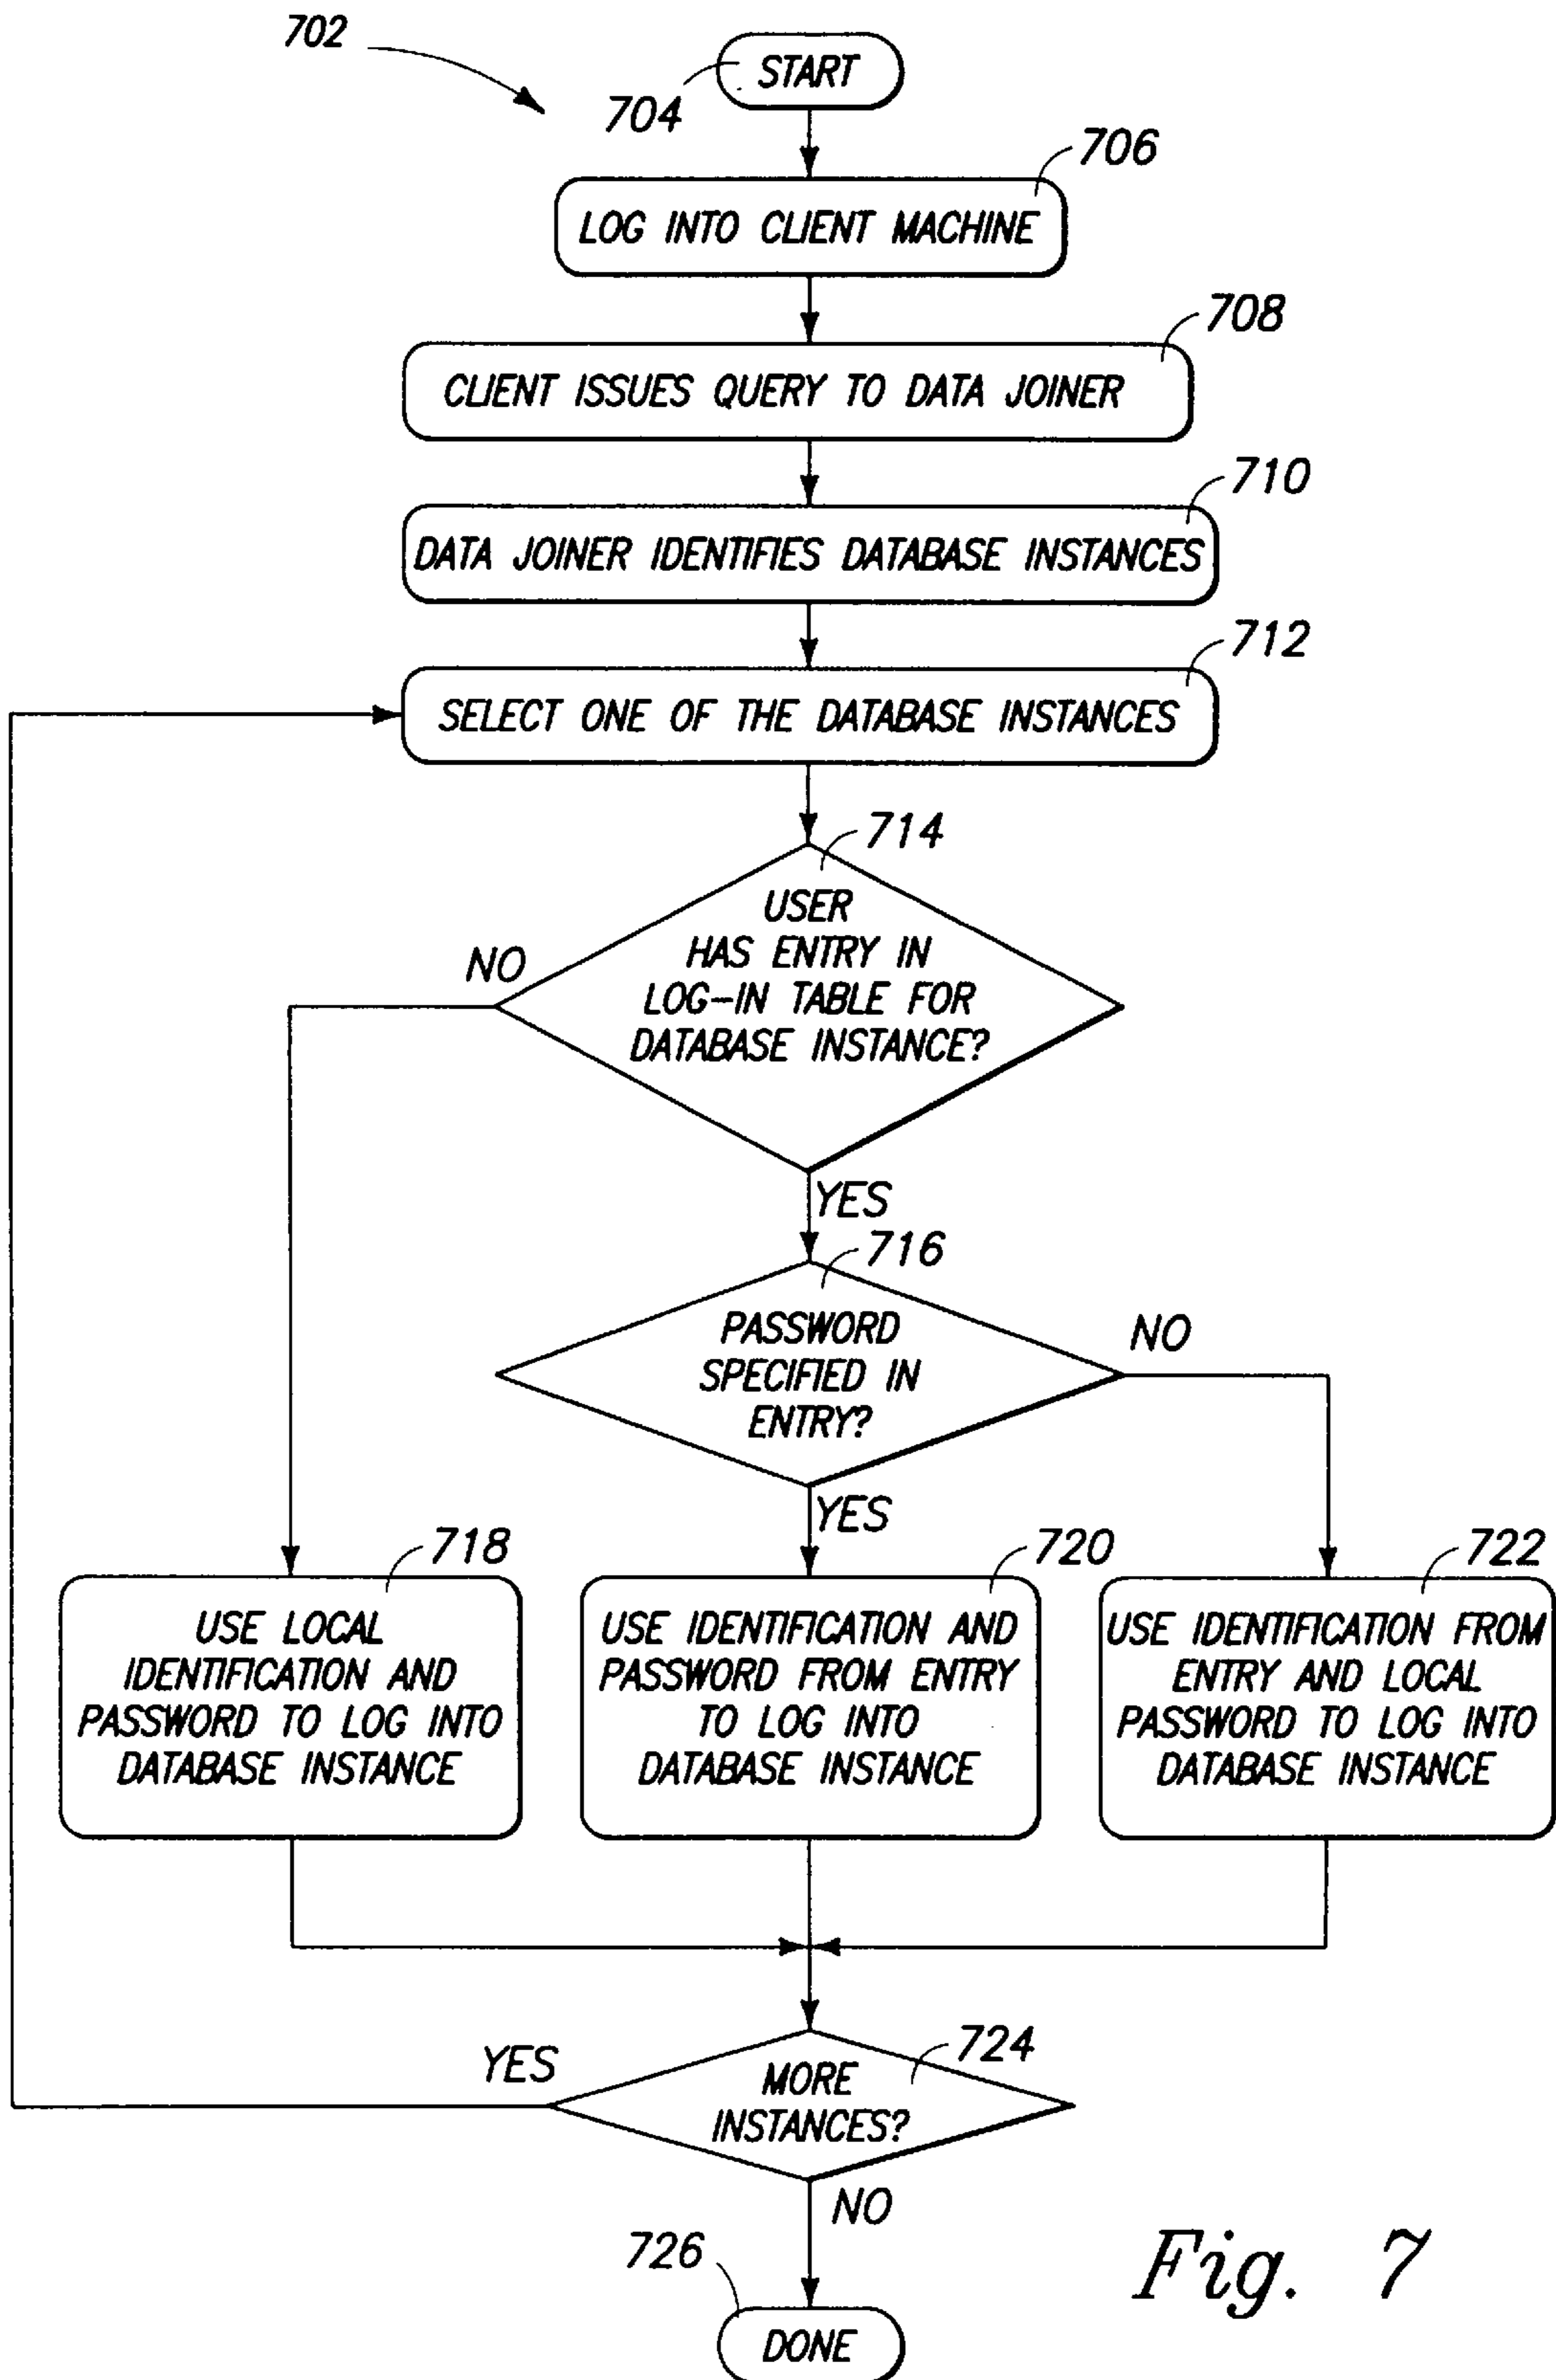 702
START
704
706
LOG INTO CLIENT MACHINE
708
CLIENT ISSUES QUERY TO DATA JOINER
710
DATA JOINER IDENTIFIES DATABASE INSTANCES
712
SELECT ONE OF THE DATABASE INSTANCES
714
USER
HAS ENTRY IN
LOG-IN TABLE FOR
DATABASE INSTANCE?
NO
YES
716
PASSWORD
SPECIFIED IN
ENTRY?
NO
YES
718
USE LOCAL
IDENTIFICATION AND
PASSWORD TO LOG INTO
DATABASE INSTANCE
720
USE IDENTIFICATION AND
PASSWORD FROM ENTRY
TO LOG INTO
DATABASE INSTANCE
722
USE IDENTIFICATION FROM
ENTRY AND LOCAL
PASSWORD TO LOG INTO
DATABASE INSTANCE
724
MORE
INSTANCES?
YES
NO
726
DONE
Fig. 7